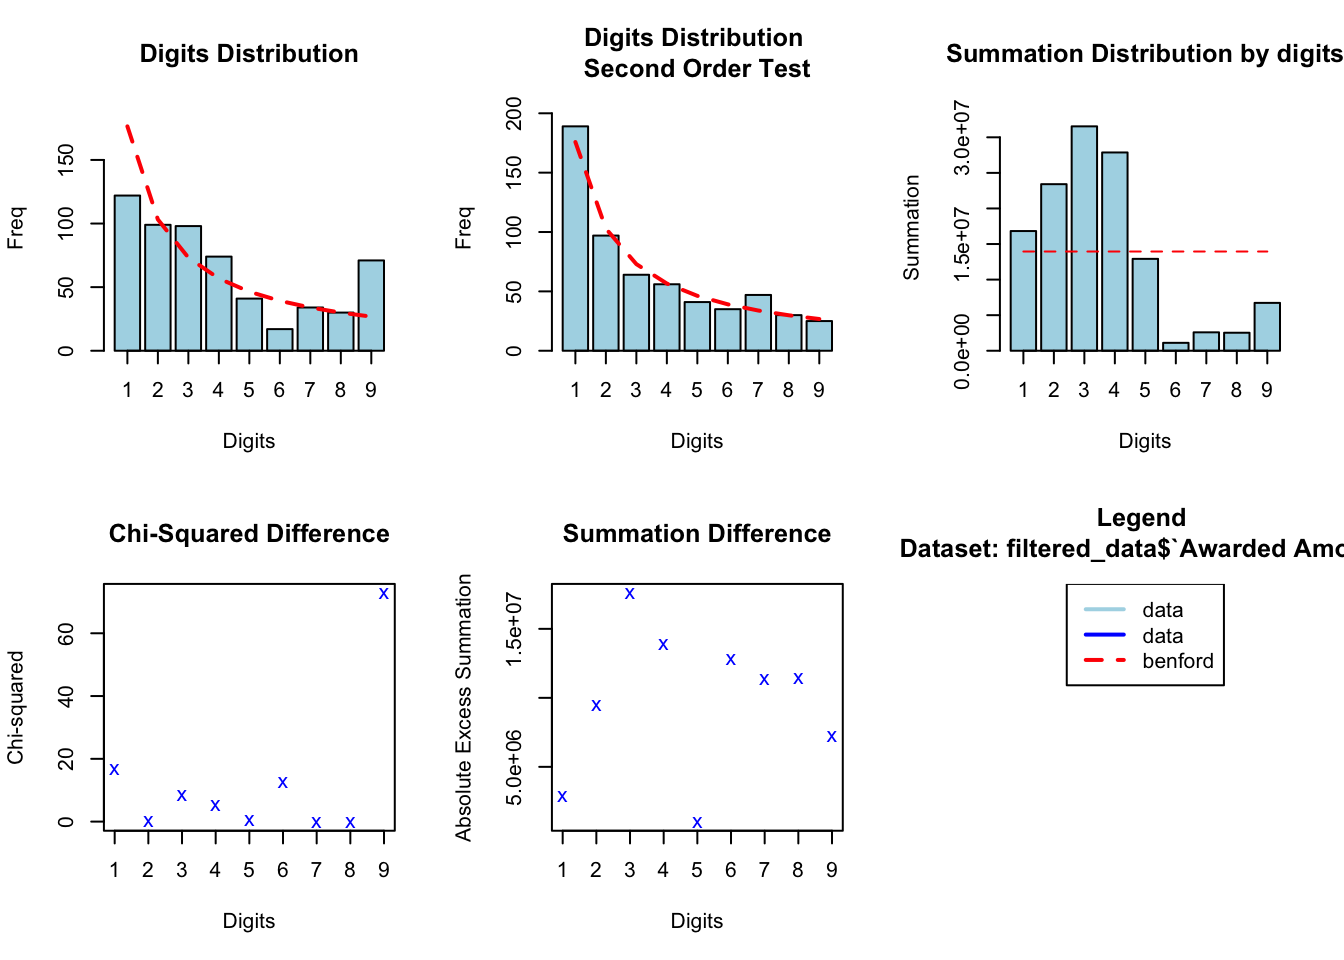 Digits Distribution
Freq
0
50
100
150
1 2 3 4 5 6 7 8 9
Digits
Digits Distribution
Second Order Test
Freq
0
50
100
150
200
1 2 3 4 5 6 7 8 9
Digits
Summation Distribution by digits
Summation
0.0e+00
1.5e+07
3.0e+07
1 2 3 4 5 6 7 8 9
Digits
Chi-Squared Difference
Chi-squared
0
20
40
60
1 2 3 4 5 6 7 8 9
Digits
Summation Difference
Absolute Excess Summation
5.0e+06
1.5e+07
1 2 3 4 5 6 7 8 9
Digits
Legend
Dataset: filtered_data$`Awarded Amo
data
data
benford